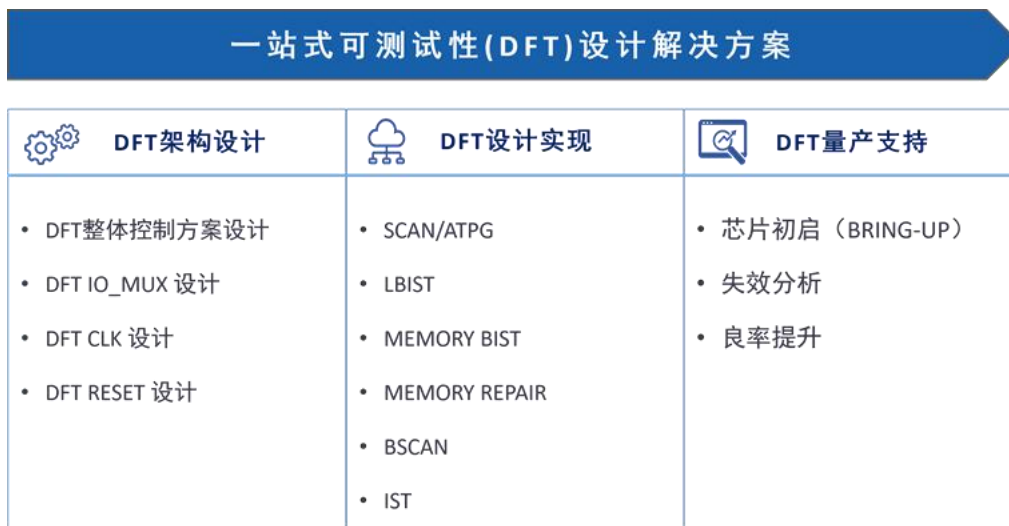 一站式可测试性(DFT)设计解决方案
DFT架构设计
DFT整体控制方案设计
DFT IO_MUX 设计
DFT CLK 设计
DFT RESET 设计
DFT设计实现
SCAN/ATPG
LBIST
MEMORY BIST
MEMORY REPAIR
BSCAN
IST
DFT量产支持
芯片初启（BRING-UP）
失效分析
良率提升